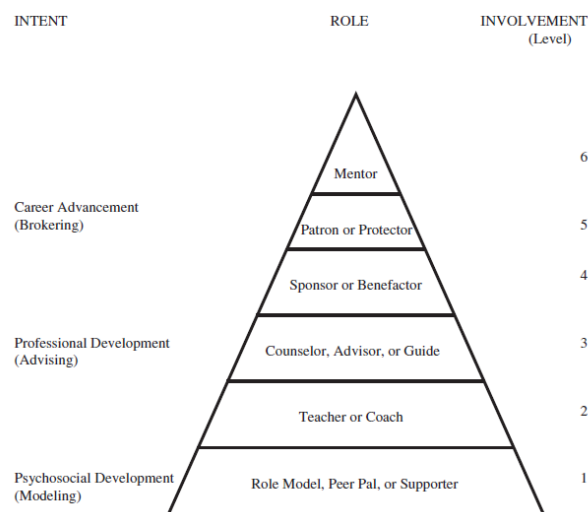 INTENT ROLE INVOLVEMENT
(Level)
6
Mentor
Career Advancement
(Brokering)
5
Patron or Protector
4
Sponsor or Benefactor
Professional Development
(Advising)
3
Counselor, Advisor, or Guide
2
Teacher or Coach
Psychosocial Development
(Modeling)
1
Role Model, Peer Pal, or Supporter